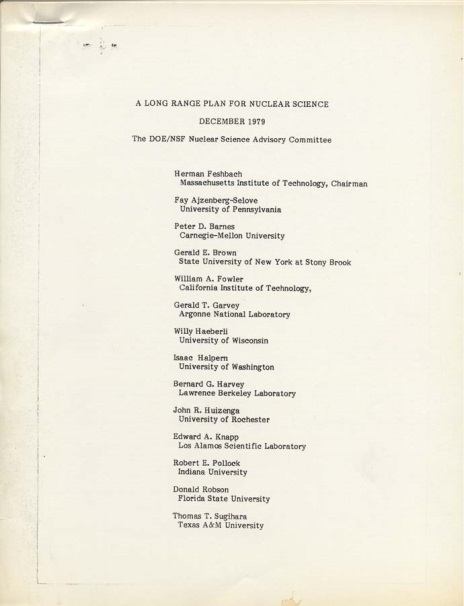 A LONG RANGE PLAN FOR NUCLEAR SCIENCE
DECEMBER 1979
The DOE/NSF Nuclear Science Advisory Committee
Herman Feshbach
Massachusetts Institute of Technology, Chairman
Fay Ajzenberg-Selove
University of Pennsylvania
Peter D. Barnes
Carnegie-Mellon University
Gerald E. Brown
State University of New York at Stony Brook
William A. Fowler
California Institute of Technology,
Gerald T. Garvey
Argonne National Laboratory
Willy Haeberli
University of Wisconsin
Isaac Halpern
University of Washington
Bernard G. Harvey
Lawrence Berkeley Laboratory
John R. Huizenga
University of Rochester
Edward A. Knapp
Los Alamos Scientific Laboratory
Robert E. Pollock
Indiana University
Donald Robson
Florida State University
Thomas T. Sugihara
Texas A&M University